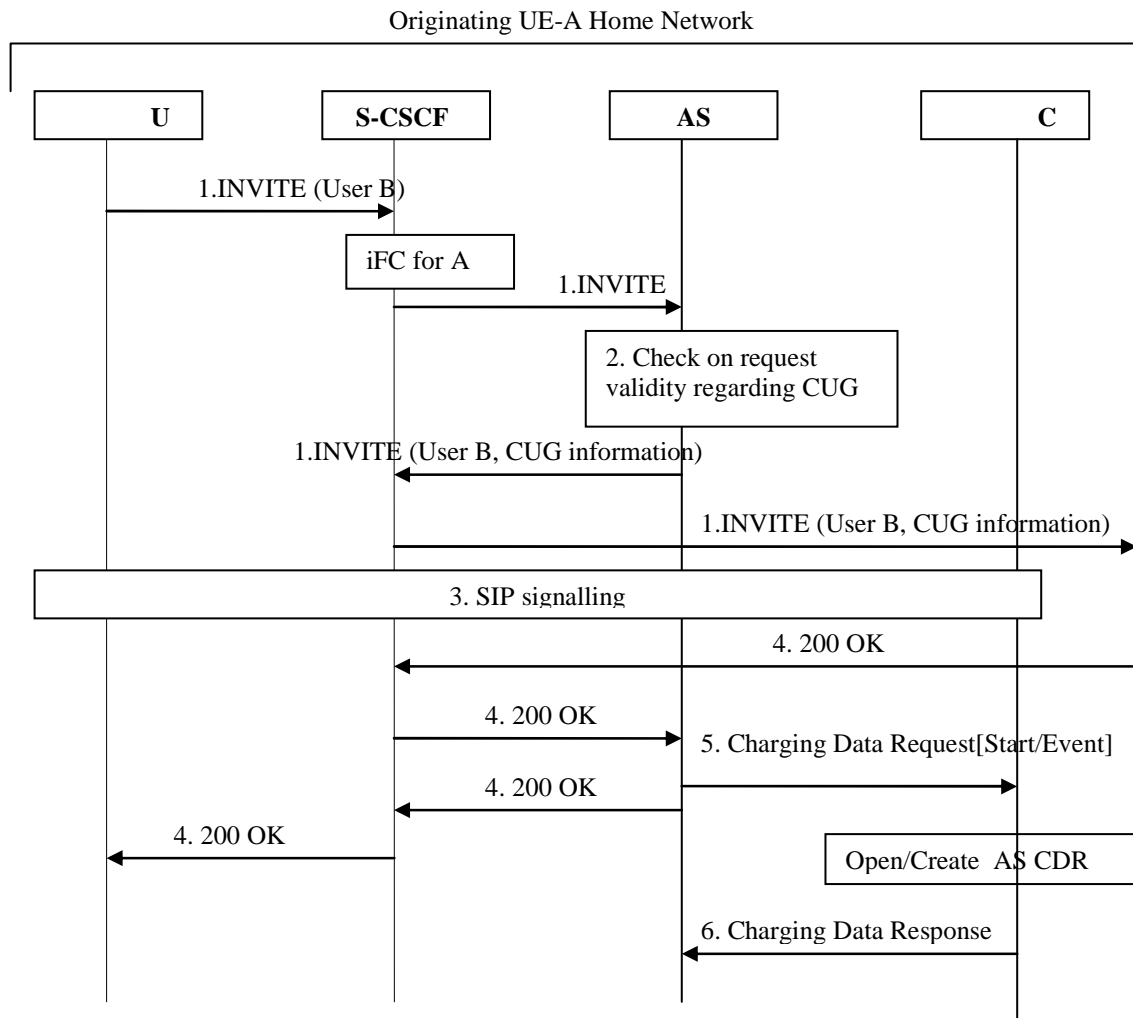 Originating UE-A Home Network
U
S-CSCF
AS
C
1.INVITE (User B)
iFC for A
1.INVITE
2. Check on request
validity regarding CUG
1.INVITE (User B, CUG information)
1.INVITE (User B, CUG information)
3. SIP signalling
4. 200 OK
4. 200 OK
5. Charging Data Request[Start/Event]
4. 200 OK
4. 200 OK
Open/Create AS CDR
6. Charging Data Response